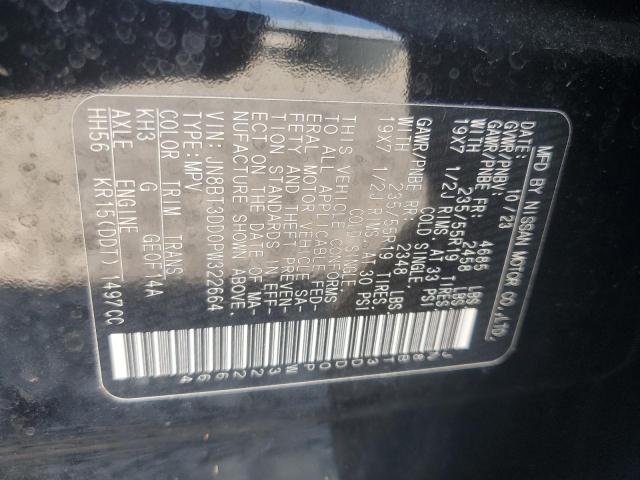 MFD BY NISSAN MOTOR CO.,LTD.
DATE: 10/23
GVWR/PNBV: 4685 LBS
GAWR/PNBE FR: 2458 LBS
WITH 235/55R19 TIRES
19X7 1/2J RIMS AT 33 PSI
COLD SINGLE
GAWR/PNBE RR: 2348 LBS
WITH 235/55R19 TIRES
19X7 1/2J RIMS AT 30 PSI
COLD SINGLE
THIS VEHICLE CONFORMS
TO ALL APPLICABLE FED-
ERAL MOTOR VEHICLE SA-
FETY AND THEFT PREVEN-
TION STANDARDS IN EFF-
ECT ON THE DATE OF MA-
NUFACTURE SHOWN ABOVE.
VIN: JN8BT3DD0PW322664
TYPE: MPV
COLOR TRIM TRANS
KH3 G GE0F14A
AXLE ENGINE
HH56 KR15(DDT) 1497CC
JN8BT3DD0PW322664